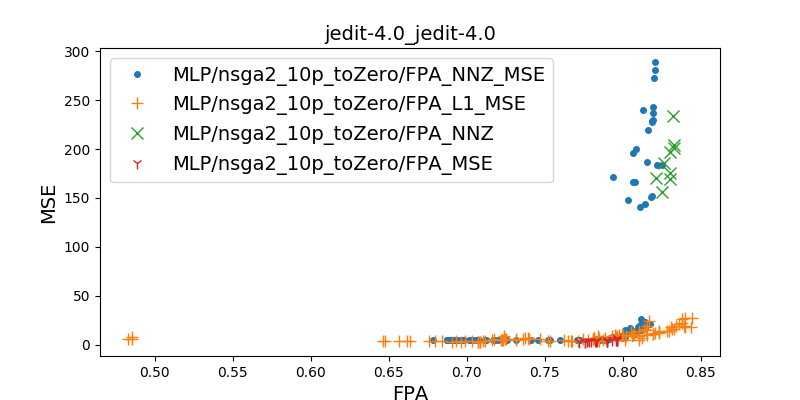 jedit-4.0_jedit-4.0
300
250
200
150
100
50
0
MSE
MLP/nsga2_10p_toZero/FPA_NNZ_MSE
MLP/nsga2_10p_toZero/FPA_L1_MSE
MLP/nsga2_10p_toZero/FPA_NNZ
MLP/nsga2_10p_toZero/FPA_MSE
0.50 0.55 0.60 0.65 0.70 0.75 0.80 0.85
FPA